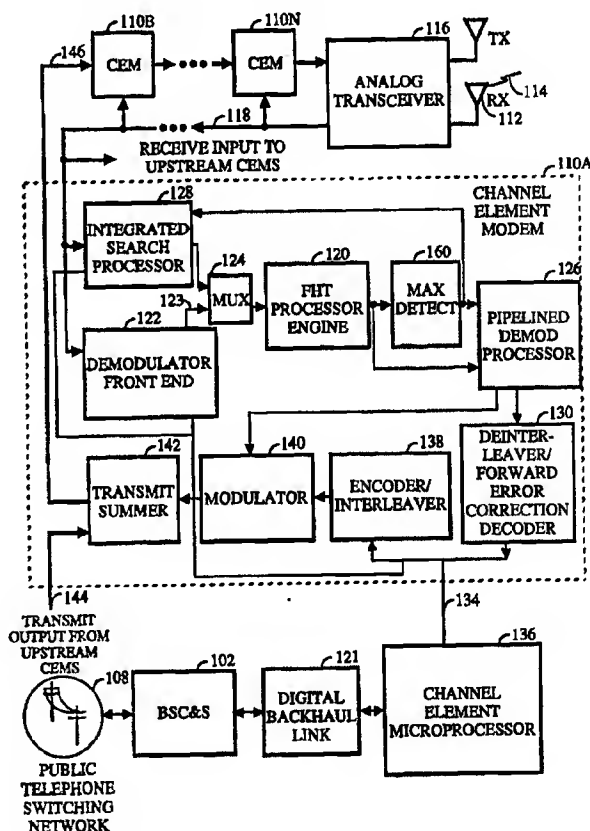 110B
110N
116
146
CEM
CEM
ANALOG
TRANSCEIVER
TX
RX
114
112
118
RECEIVE INPUT TO
UPSTREAM CEMS
110A
128
CHANNEL
ELEMENT
MODEM
INTEGRATED
SEARCH
PROCESSOR
124
MUX
120
FHT
PROCESSOR
ENGINE
160
MAX
DETECT
126
PIPELINED
DEMOD
PROCESSOR
123
122
DEMODULATOR
FRONT END
142
TRANSMIT
SUMMER
140
MODULATOR
138
ENCODER/
INTERLEAVER
130
DEINTER-
LEAVER/
FORWARD
ERROR
CORRECTION
DECODER
144
TRANSMIT
OUTPUT FROM
UPSTREAM
CEMS
134
108
102
BSC&S
121
DIGITAL
BACKHAUL
LINK
136
CHANNEL
ELEMENT
MICROPROCESSOR
PUBLIC
TELEPHONE
SWITCHING
NETWORK